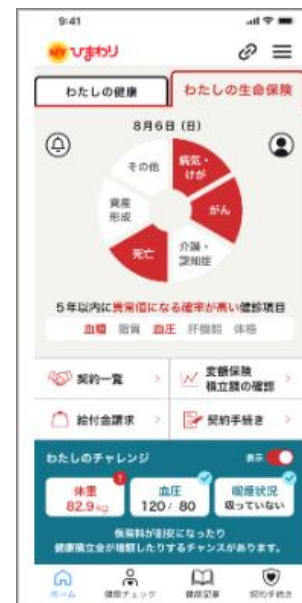 9:41
MY ひまわり
わたしの健康
わたしの生命保険
8月6日 (日)
その他
病気・
けが
資産
形成
がん
死亡
介護・
認知症
5年以内に異常値になる確率が高い健診項目
血糖 脂質 血圧 肝機能 体格
契約一覧
変額保険
積立額の確認
給付金請求
契約手続き
わたしのチャレンジ
表示
体重
82.9 kg
血圧
120/ 80
喫煙状況
吸っていない
保険料が割安になったり
健康積立金が増額したりするチャンスがあります。
ホーム
健康チェック
健康記事
契約手続き